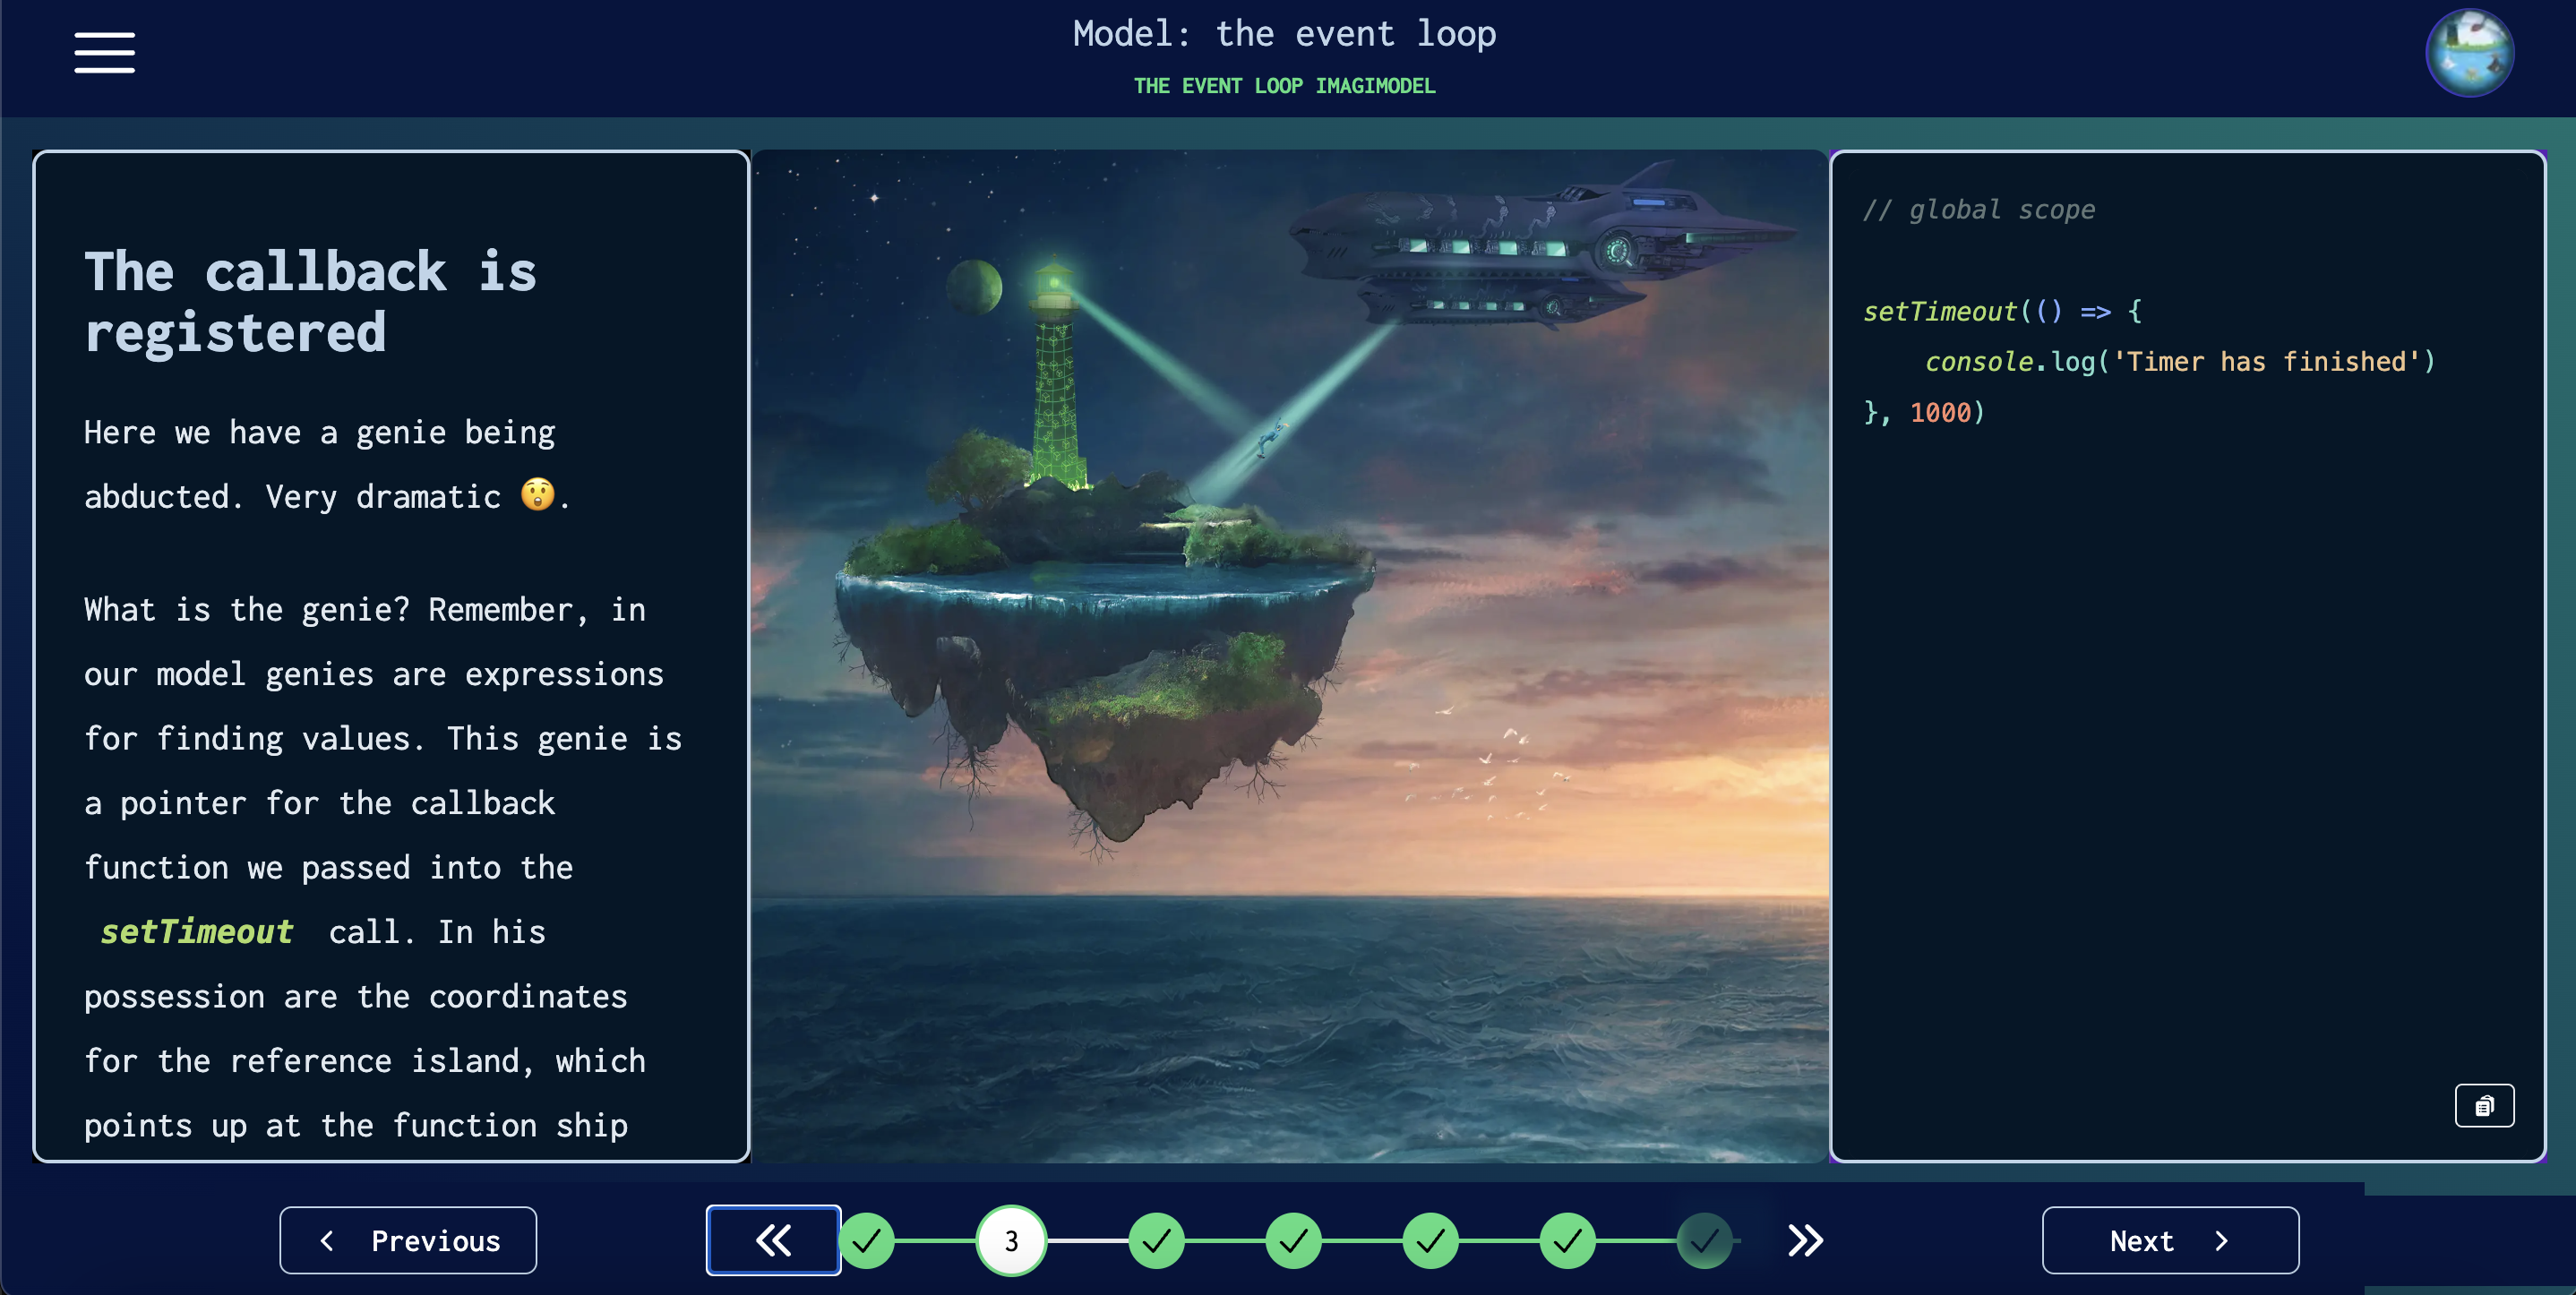 Model: the event loop
THE EVENT LOOP IMAGIMODEL
The callback is
registered
Here we have a genie being
abducted. Very dramatic 😲.
What is the genie? Remember, in
our model genies are expressions
for finding values. This genie is
a pointer for the callback
function we passed into the
setTimeout call. In his
possession are the coordinates
for the reference island, which
points up at the function ship
// global scope
setTimeout(() => {
    console.log('Timer has finished')
}, 1000)
Previous
3
Next